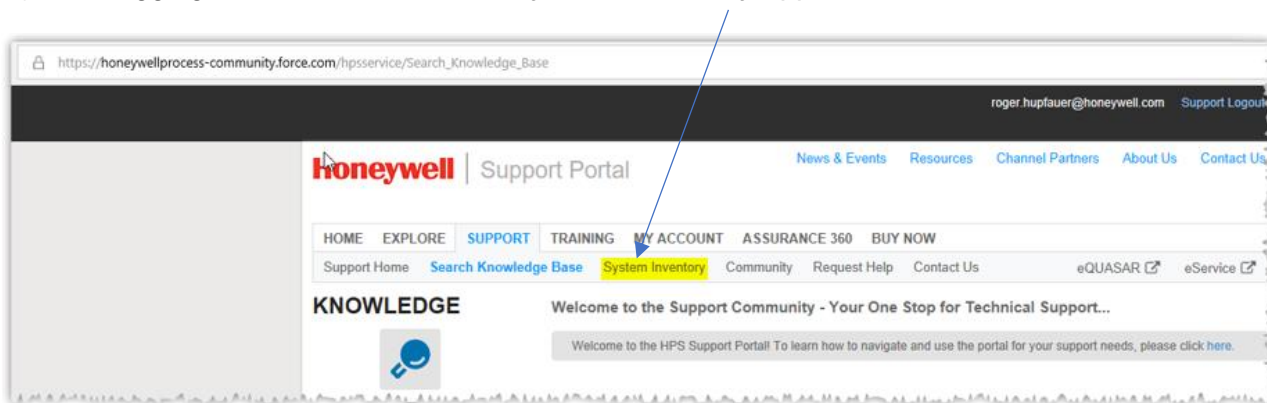 https://honeywellprocess-community.force.com/hpsservice/Search_Knowledge_Base
roger.hupfauer@honeywell.com Support Logout
Honeywell | Support Portal
News & Events Resources Channel Partners About Us Contact Us
HOME EXPLORE SUPPORT TRAINING MY ACCOUNT ASSURANCE 360 BUY NOW
Support Home Search Knowledge Base System Inventory Community Request Help Contact Us eQUASAR eService
KNOWLEDGE
Welcome to the Support Community - Your One Stop for Technical Support...
Welcome to the HPS Support Portal! To learn how to navigate and use the portal for your support needs, please click here.